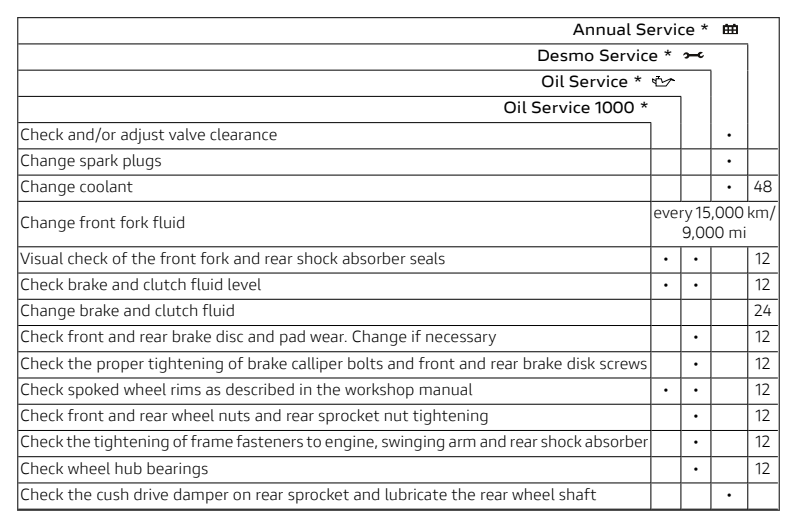 Annual Service *
Desmo Service *
Oil Service *
Oil Service 1000 *
Check and/or adjust valve clearance •
Change spark plugs •
Change coolant • 48
Change front fork fluid every 15,000 km/
9,000 mi
Visual check of the front fork and rear shock absorber seals • • 12
Check brake and clutch fluid level • • 12
Change brake and clutch fluid 24
Check front and rear brake disc and pad wear. Change if necessary • 12
Check the proper tightening of brake calliper bolts and front and rear brake disk screws • 12
Check spoked wheel rims as described in the workshop manual • • 12
Check front and rear wheel nuts and rear sprocket nut tightening • 12
Check the tightening of frame fasteners to engine, swinging arm and rear shock absorber • 12
Check wheel hub bearings • 12
Check the cush drive damper on rear sprocket and lubricate the rear wheel shaft •